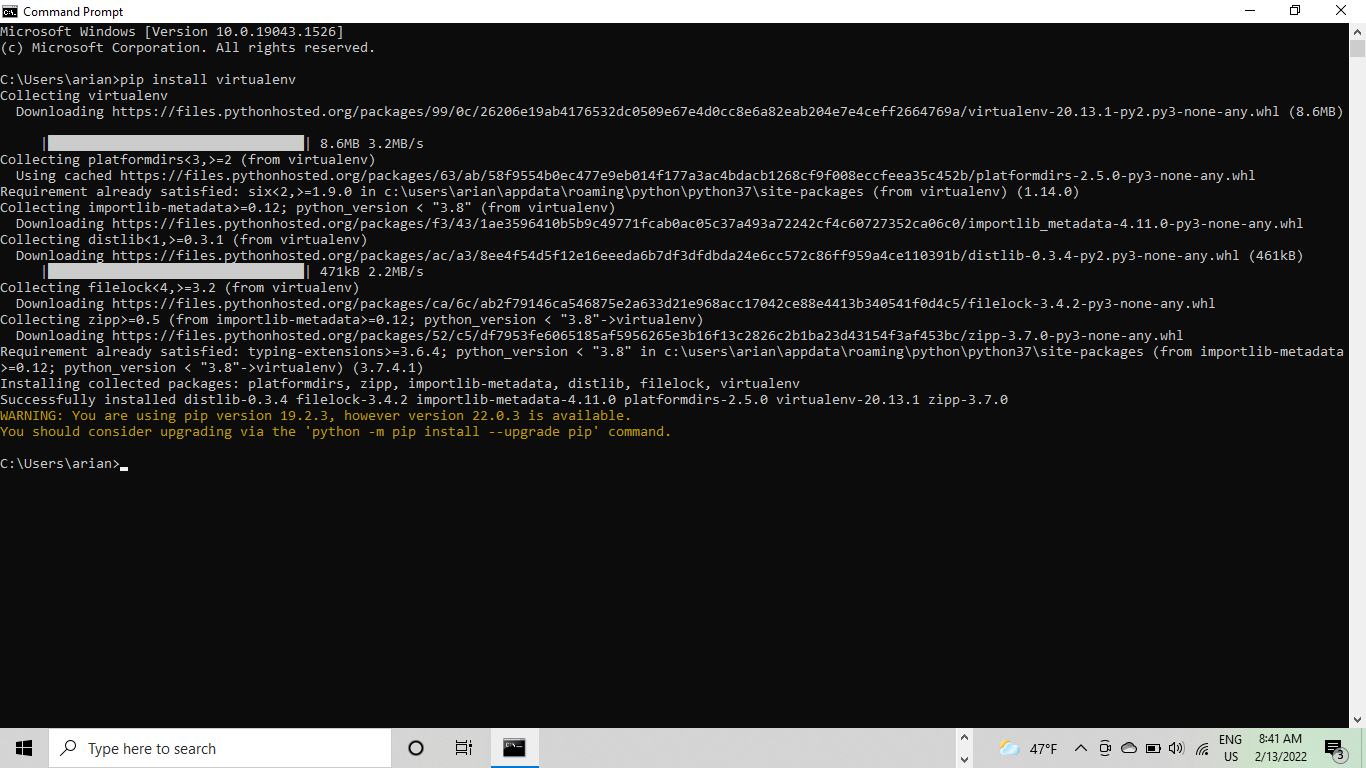 Command Prompt
Microsoft Windows [Version 10.0.19043.1526]
(c) Microsoft Corporation. All rights reserved.
C:\Users\arian>pip install virtualenv
Collecting virtualenv
Downloading https://files.pythonhosted.org/packages/99/0c/26206e19ab4176532dc0509e67e4d0cc8e6a82eab204e7e4ceff2664769a/virtualenv-20.13.1-py2.py3-none-any.whl (8.6MB)
| | 8.6MB 3.2MB/s
Collecting platformdirs<3,>=2 (from virtualenv)
Using cached https://files.pythonhosted.org/packages/63/ab/58f9554b0ec477e9eb014f177a3ac4bdacb1268cf9f008eccfeea35c452b/platformdirs-2.5.0-py3-none-any.whl
Requirement already satisfied: six<2,>=1.9.0 in c:\users\arian\appdata\roaming\python\python37\site-packages (from virtualenv) (1.14.0)
Collecting importlib-metadata>=0.12; python_version < "3.8" (from virtualenv)
Downloading https://files.pythonhosted.org/packages/f3/43/1ae3596410b5b9c49771fcab0ac05c37a493a72242cf4c60727352ca06c0/importlib_metadata-4.11.0-py3-none-any.whl
Collecting distlib<1,>=0.3.1 (from virtualenv)
Downloading https://files.pythonhosted.org/packages/ac/a3/8ee4f54d5f12e16eeeda6b7df3dfdbda24e6cc572c86ff959a4ce110391b/distlib-0.3.4-py2.py3-none-any.whl (461kB)
| | 471kB 2.2MB/s
Collecting filelock<4,>=3.2 (from virtualenv)
Downloading https://files.pythonhosted.org/packages/ca/6c/ab2f79146ca546875e2a633d21e968acc17042ce88e4413b340541f0d4c5/filelock-3.4.2-py3-none-any.whl
Collecting zipp>=0.5 (from importlib-metadata>=0.12; python_version < "3.8"->virtualenv)
Downloading https://files.pythonhosted.org/packages/52/c5/df7953fe6065185af5956265e3b16f13c2826c2b1ba23d43154f3af453bc/zipp-3.7.0-py3-none-any.whl
Requirement already satisfied: typing-extensions>=3.6.4; python_version < "3.8" in c:\users\arian\appdata\roaming\python\python37\site-packages (from importlib-metadata
>=0.12; python_version < "3.8"->virtualenv) (3.7.4.1)
Installing collected packages: platformdirs, zipp, importlib-metadata, distlib, filelock, virtualenv
Successfully installed distlib-0.3.4 filelock-3.4.2 importlib-metadata-4.11.0 platformdirs-2.5.0 virtualenv-20.13.1 zipp-3.7.0
WARNING: You are using pip version 19.2.3, however version 22.0.3 is available.
You should consider upgrading via the 'python -m pip install --upgrade pip' command.
C:\Users\arian>
Type here to search
47°F
ENG
US
8:41 AM
2/13/2022
3